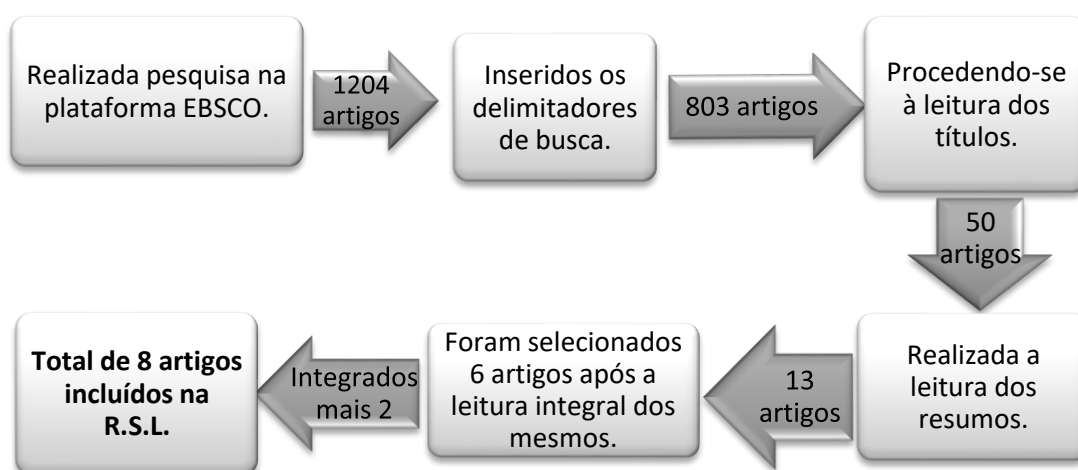 Realizada pesquisa na
plataforma EBSCO.
1204
artigos
Inseridos os
delimitadores
de busca.
803 artigos
Procedendo-se
à leitura dos
títulos.
50
artigos
Realizada a
leitura dos
resumos.
13
artigos
Foram selecionados
6 artigos após a
leitura integral dos
mesmos.
Integrados
mais 2
Total de 8 artigos
incluídos na
R.S.L.